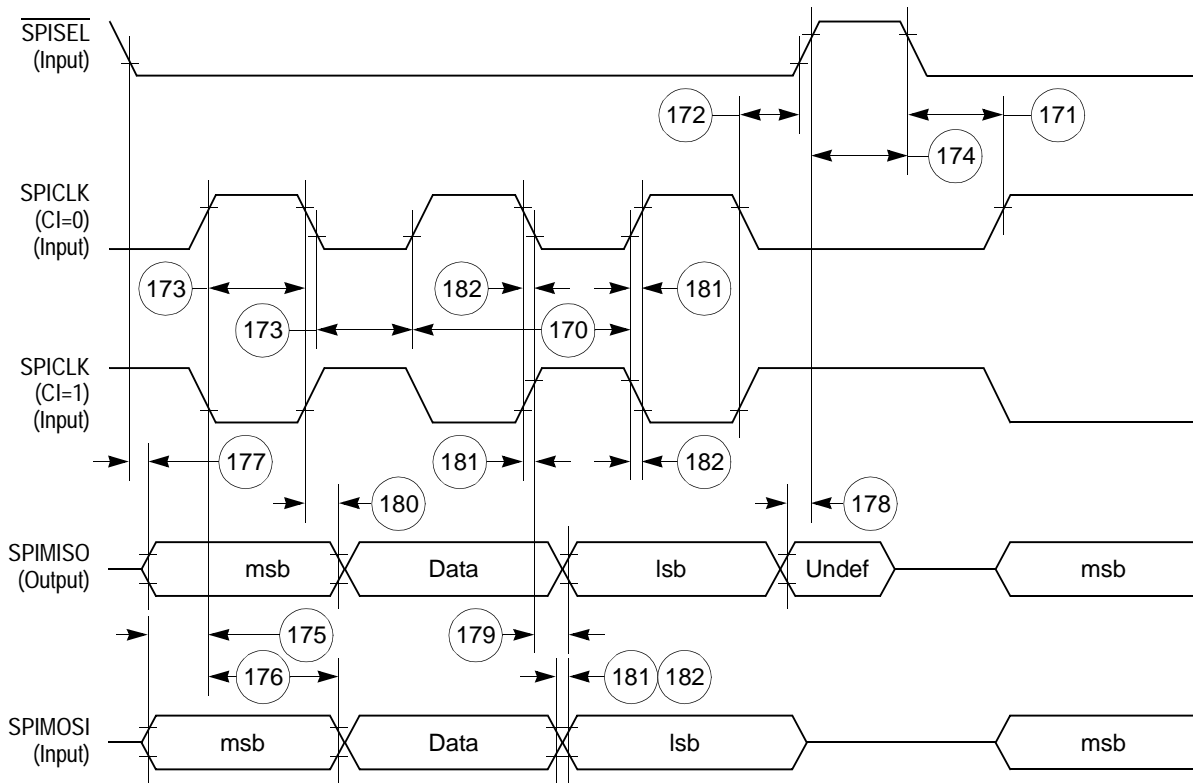 SPISEL
(Input)
172
171
174
SPICLK
(CI=0)
(Input)
173
182
181
173
170
SPICLK
(CI=1)
(Input)
177
181
182
180
178
SPIMISO
(Output)
msb
Data
lsb
Undef
msb
175
179
176
181
182
SPIMOSI
(Input)
msb
Data
lsb
msb